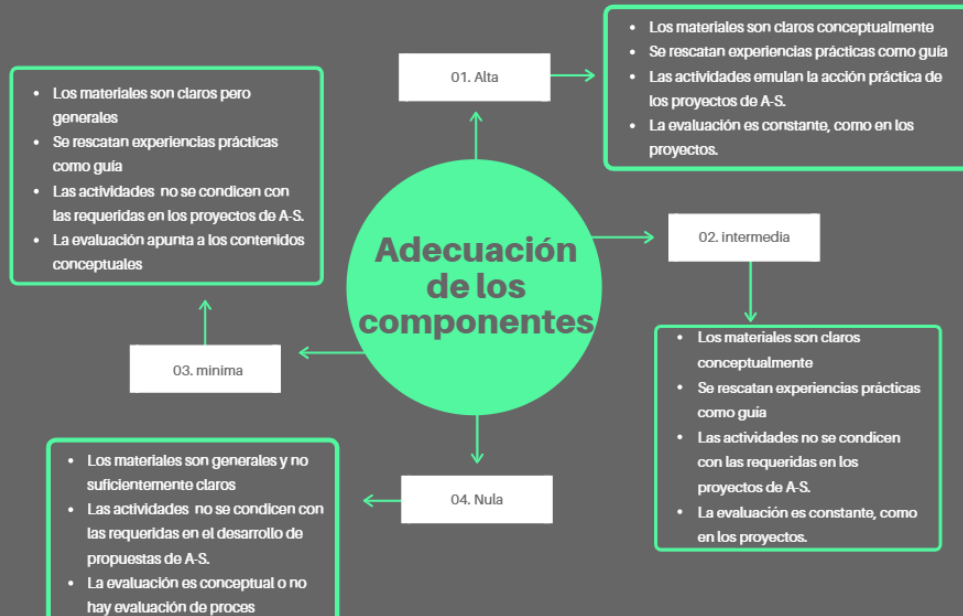 Adecuación
de los
componentes
01. Alta
• Los materiales son claros conceptualmente
• Se rescatan experiencias prácticas como guía
• Las actividades emulan la acción práctica de
los proyectos de A-S.
• La evaluación es constante, como en los
proyectos.
02. intermedia
• Los materiales son claros
conceptualmente
• Se rescatan experiencias prácticas
como guía
• Las actividades no se condicen
con las requeridas en los
proyectos de A-S.
• La evaluación es constante, como
en los proyectos.
03. minima
• Los materiales son claros pero
generales
• Se rescatan experiencias prácticas
como guía
• Las actividades no se condicen con
las requeridas en los proyectos de A-S.
• La evaluación apunta a los contenidos
conceptuales
04. Nula
• Los materiales son generales y no
suficientemente claros
• Las actividades no se condicen con
las requeridas en el desarrollo de
propuestas de A-S.
• La evaluación es conceptual o no
hay evaluación de proces